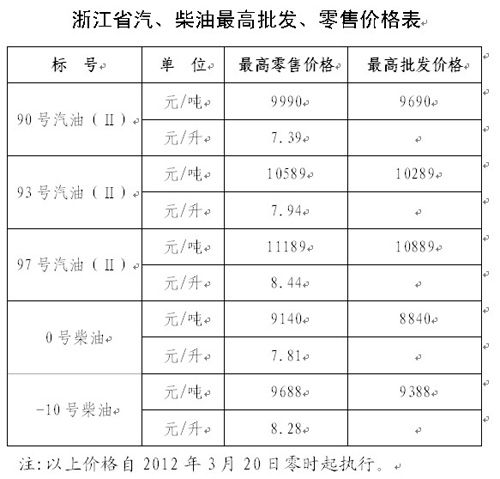 浙江省汽、柴油最高批发、零售价格表
标 号 单 位 最高零售价格 最高批发价格
90 号汽油(Ⅱ) 元/吨 9990 9690
元/升 7.39
93 号汽油(Ⅱ) 元/吨 10589 10289
元/升 7.94
97 号汽油(Ⅱ) 元/吨 11189 10889
元/升 8.44
0 号柴油 元/吨 9140 8840
元/升 7.81
-10 号柴油 元/吨 9688 9388
元/升 8.28
注:以上价格自 2012 年 3 月 20 日零时起执行。